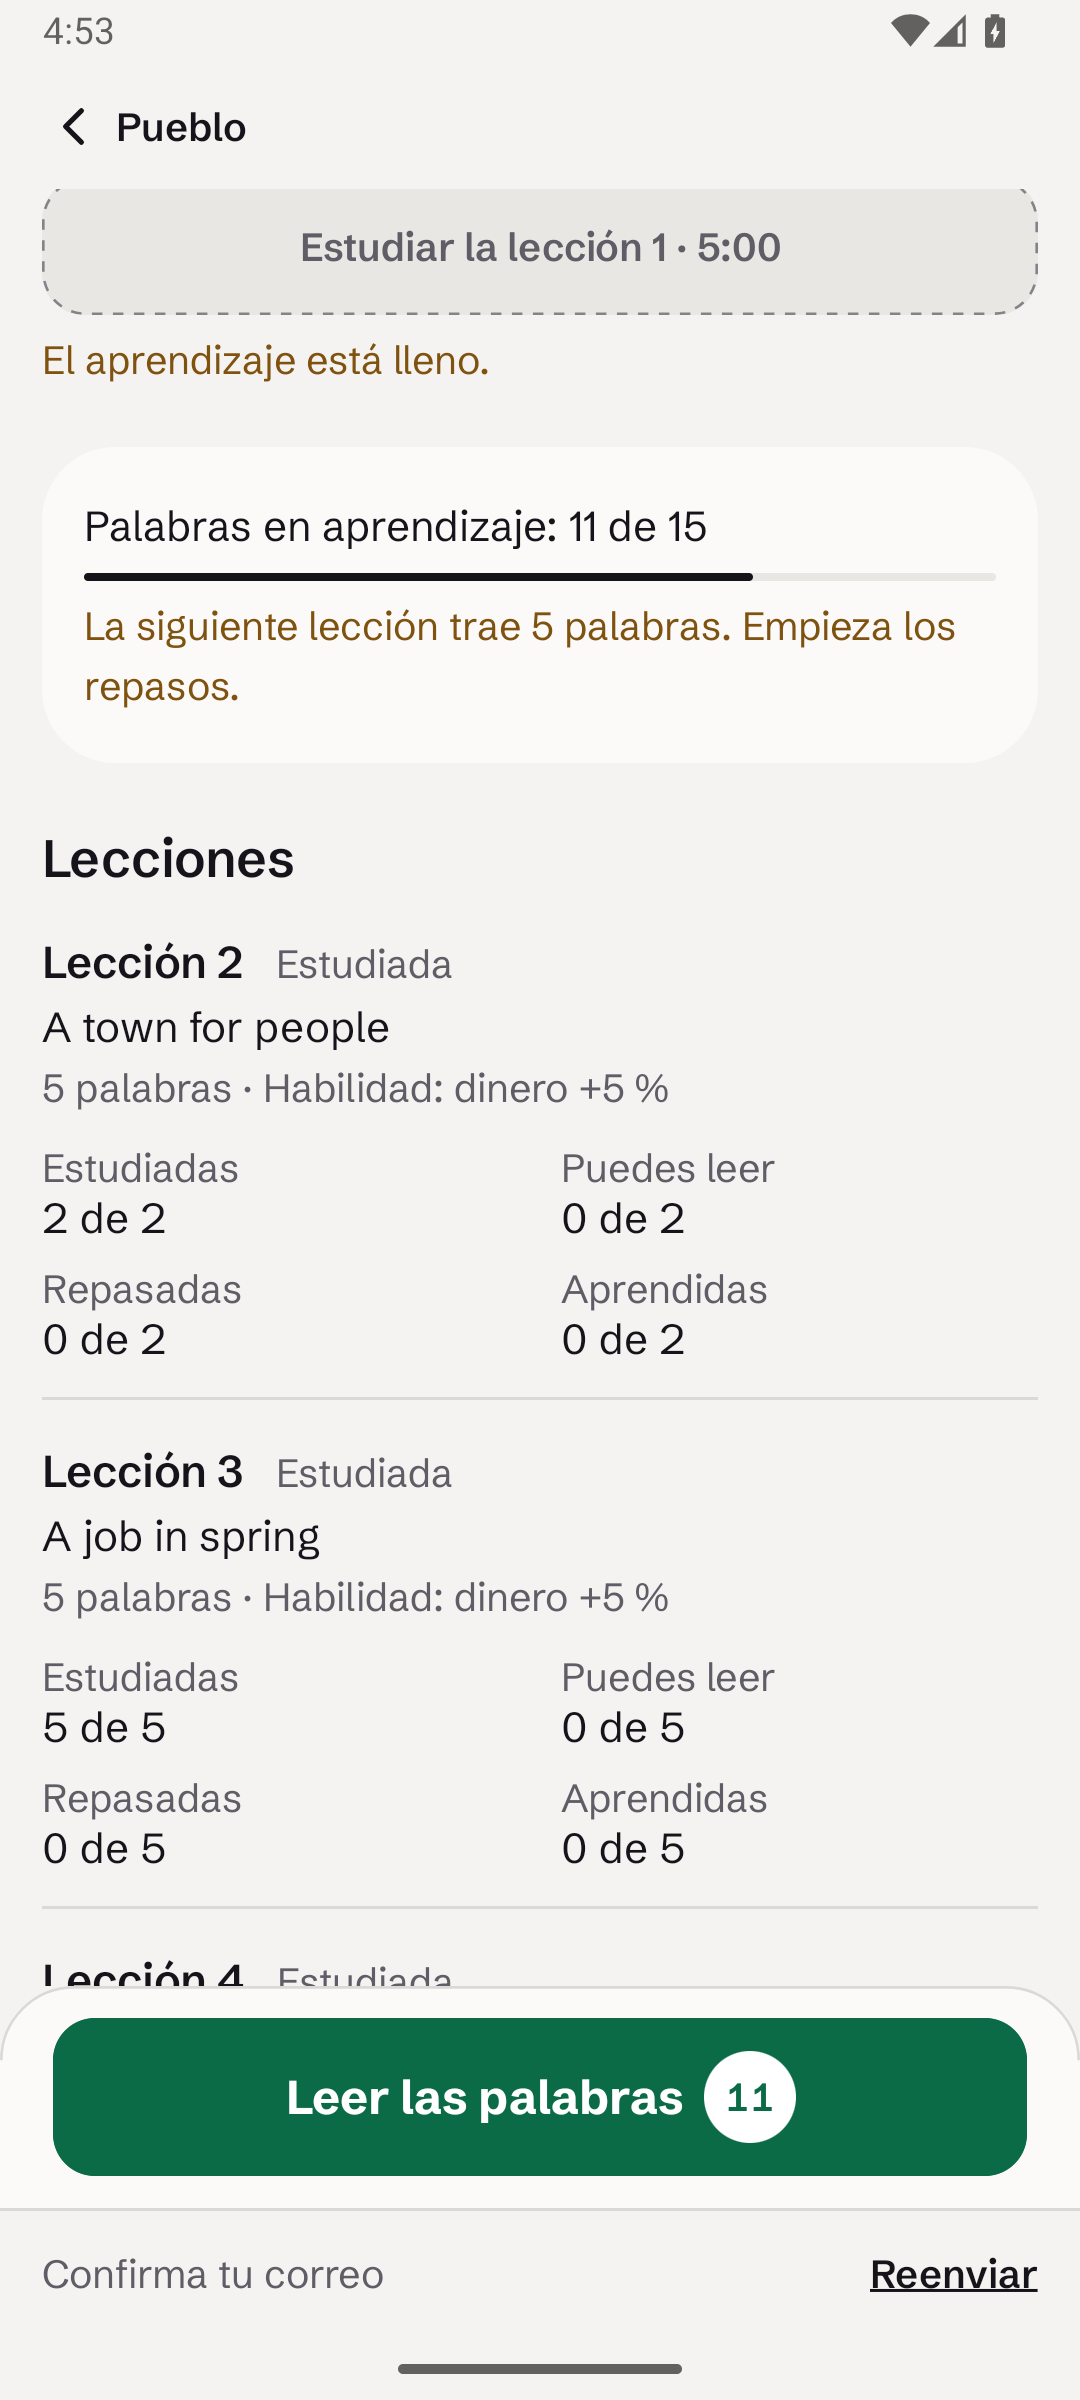 4:53
Pueblo
Estudiar la lección 1 · 5:00
El aprendizaje está lleno.
Palabras en aprendizaje: 11 de 15
La siguiente lección trae 5 palabras. Empieza los
repasos.
Lecciones
Lección 2 Estudiada
A town for people
5 palabras · Habilidad: dinero +5 %
Estudiadas Puedes leer
2 de 2 0 de 2
Repasadas Aprendidas
0 de 2 0 de 2
Lección 3 Estudiada
A job in spring
5 palabras · Habilidad: dinero +5 %
Estudiadas Puedes leer
5 de 5 0 de 5
Repasadas Aprendidas
0 de 5 0 de 5
Lección 4 Estudiada
Leer las palabras 11
Confirma tu correo Reenviar